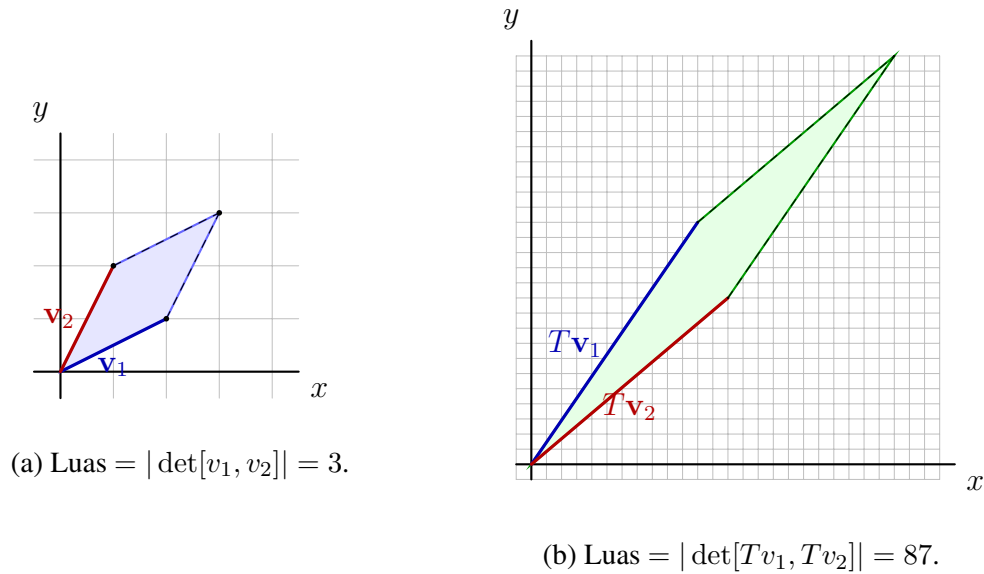 y
v₂
v₁
x
(a) Luas = | det[v₁, v₂]| = 3.
y
Tv₁
Tv₂
x
(b) Luas = | det[Tv₁, Tv₂]| = 87.